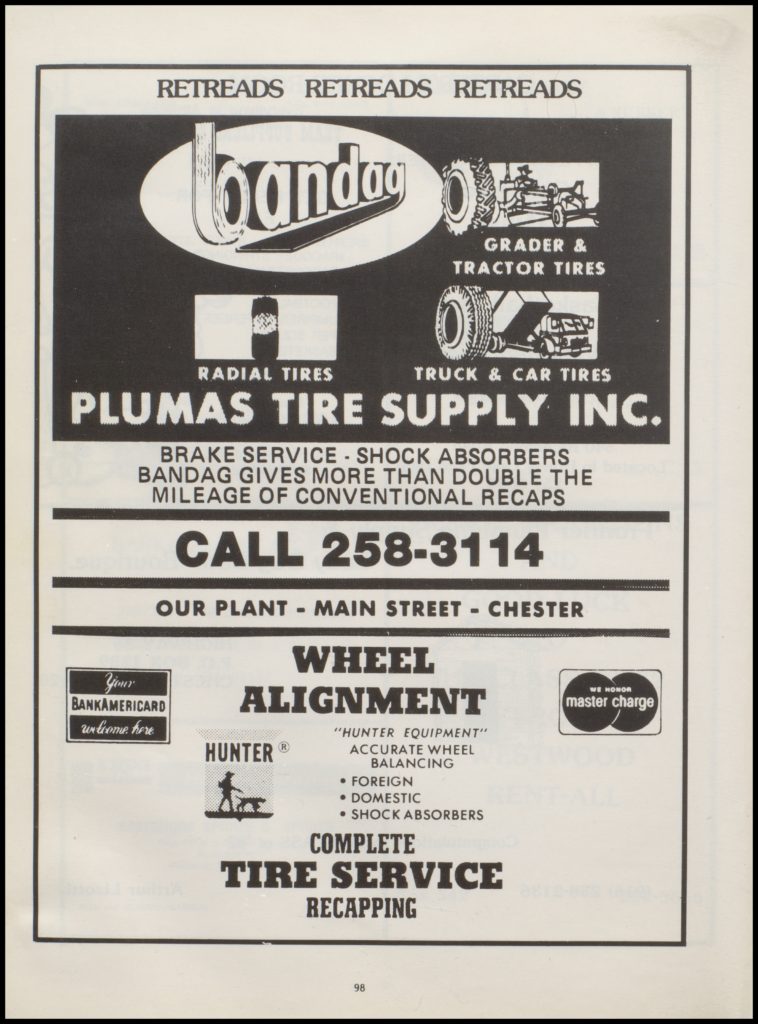 RETREADS RETREADS RETREADS
bandag
GRADER &
TRACTOR TIRES
RADIAL TIRES
TRUCK & CAR TIRES
PLUMAS TIRE SUPPLY INC.
BRAKE SERVICE - SHOCK ABSORBERS
BANDAG GIVES MORE THAN DOUBLE THE
MILEAGE OF CONVENTIONAL RECAPS
CALL 258-3114
OUR PLANT - MAIN STREET - CHESTER
WHEEL
ALIGNMENT
Your
BANKAMERICARD
welcome here
WE HONOR
master charge
"HUNTER EQUIPMENT"
ACCURATE WHEEL
BALANCING
HUNTER®
• FOREIGN
• DOMESTIC
• SHOCK ABSORBERS
COMPLETE
TIRE SERVICE
RECAPPING
98